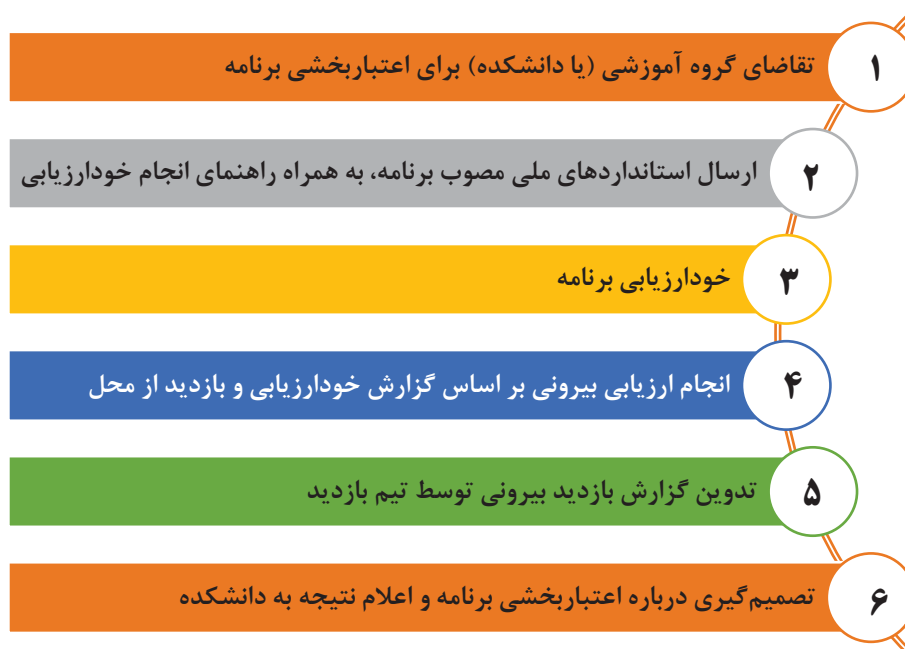 ۱ تقاضای گروه آموزشی (یا دانشکده) برای اعتباربخشی برنامه
۲ ارسال استانداردهای ملی مصوب برنامه، به همراه راهنمای انجام خودارزیابی
۳ خودارزیابی برنامه
۴ انجام ارزیابی بیرونی بر اساس گزارش خودارزیابی و بازدید از محل
۵ تدوین گزارش بازدید بیرونی توسط تیم بازدید
۶ تصمیم‌گیری درباره اعتباربخشی برنامه و اعلام نتیجه به دانشکده